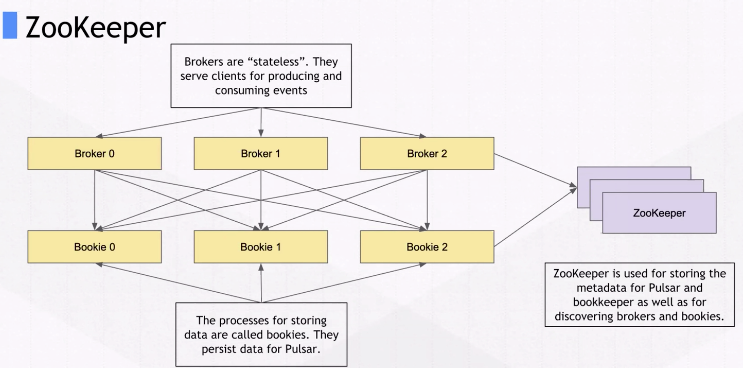 ZooKeeper
Brokers are “stateless”. They
serve clients for producing and
consuming events
Broker 0
Broker 1
Broker 2
ZooKeeper
Bookie 0
Bookie 1
Bookie 2
ZooKeeper is used for storing the
metadata for Pulsar and
bookkeeper as well as for
discovering brokers and bookies.
The processes for storing
data are called bookies. They
persist data for Pulsar.